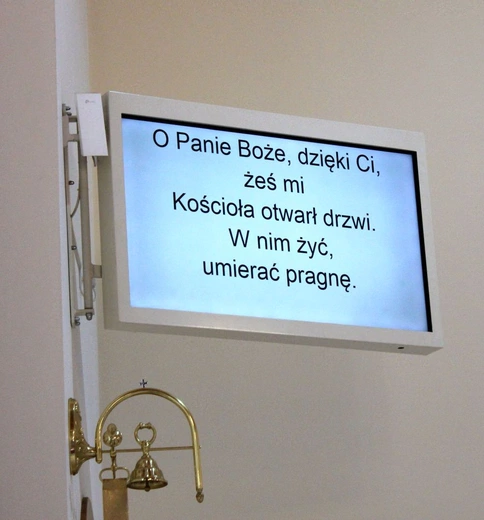 O Panie Boże, dzięki Ci,
żeś mi
Kościoła otwarł drzwi.
W nim żyć,
umierać pragnę.